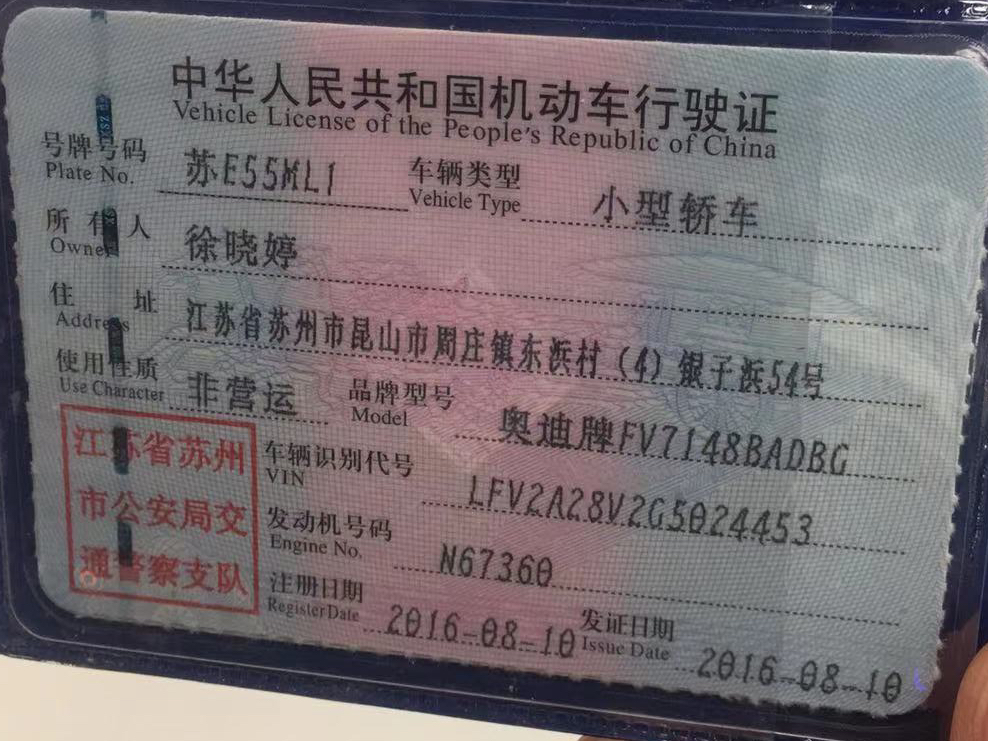 中华人民共和国机动车行驶证
Vehicle License of the People's Republic of China
号牌号码 苏E55ML1 车辆类型 小型轿车
Plate No. Vehicle Type
所有人 徐晓婷
Owner
住址 江苏省苏州市昆山市周庄镇东浜村（4）银子浜54号
Address
使用性质 非营运 品牌型号 奥迪牌FV7148BADBG
Use Character Model
江苏省苏州
市公安局交
通警察支队
车辆识别代号 LFV2A28V2G5024453
VIN
发动机号码 N67360
Engine No.
注册日期 2016-08-10 发证日期 2016-08-10
Register Date Issue Date